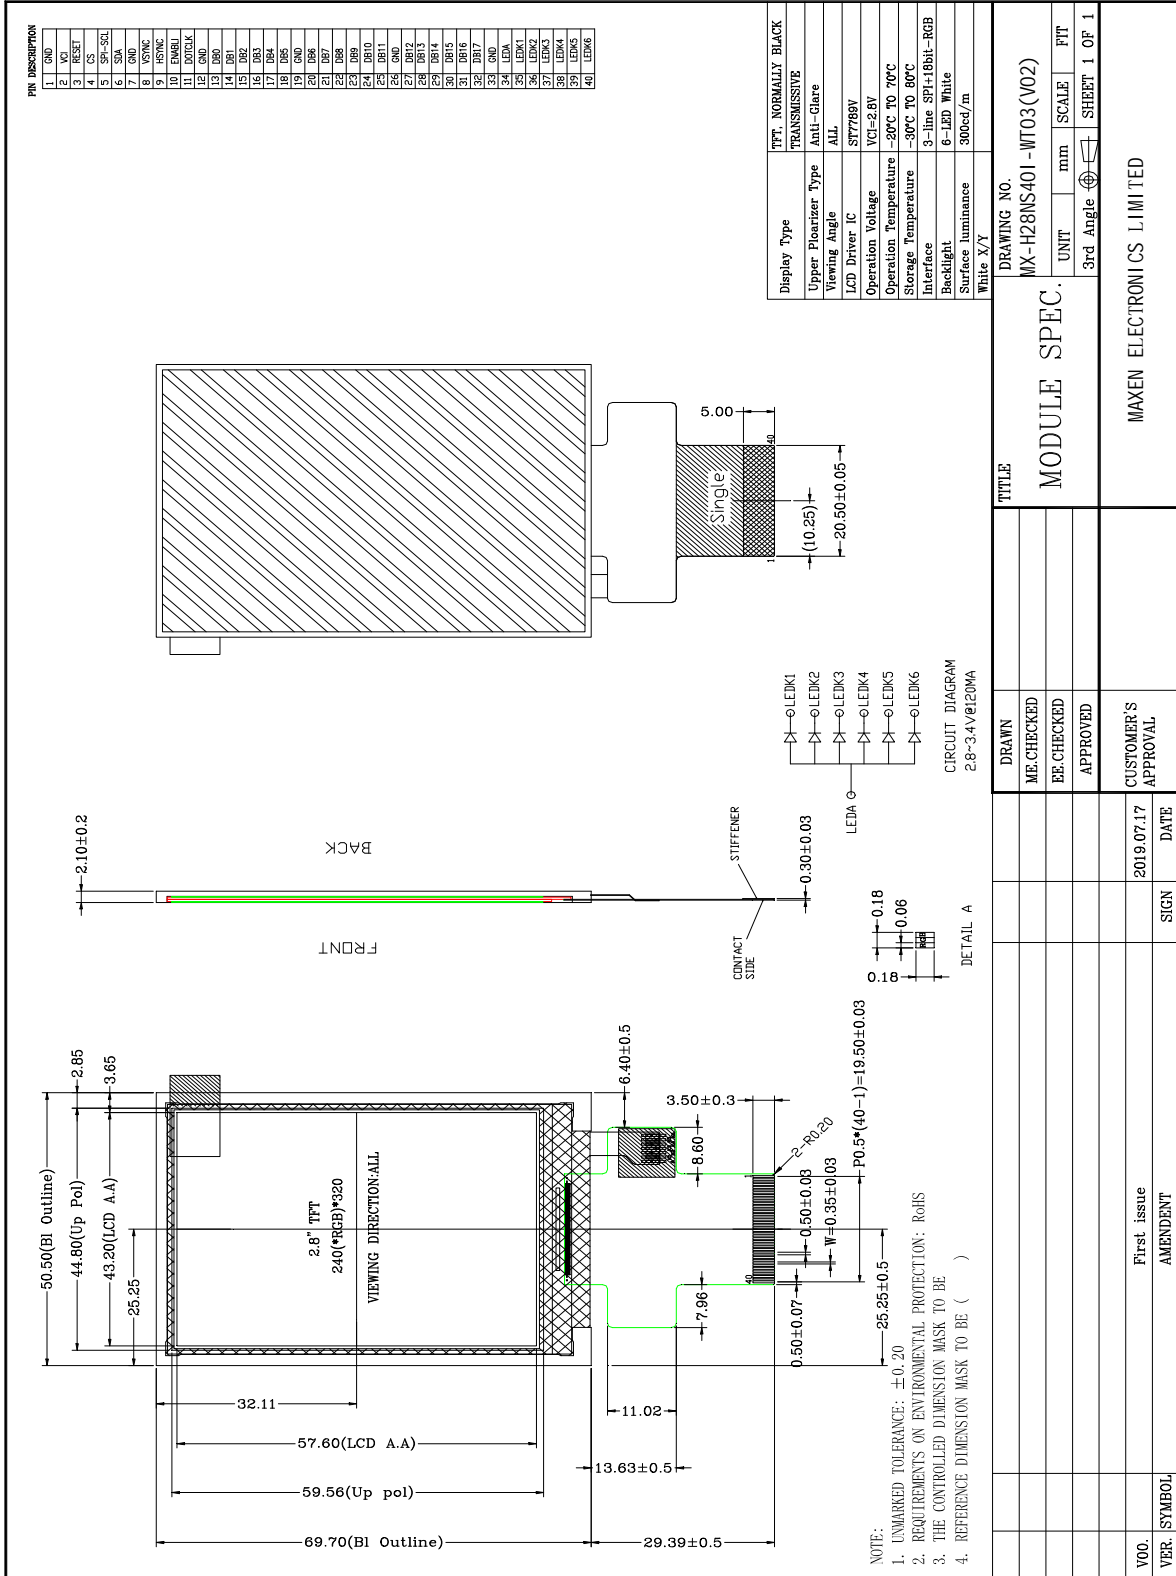 PIN DESCRIPTION
1 GND
2 VCI
3 RESET
4 CS
5 SPI-SCL
6 SDA
7 GND
8 VSYNC
9 HSYNC
10 ENABLI
11 DOTCLK
12 GND
13 DB0
14 DB1
15 DB2
16 DB3
17 DB4
18 DB5
19 GND
20 DB6
21 DB7
22 DB8
23 DB9
24 DB10
25 DB11
26 GND
27 DB12
28 DB13
29 DB14
30 DB15
31 DB16
32 DB17
33 GND
34 LEDA
35 LEDK1
36 LEDK2
37 LEDK3
38 LEDK4
39 LEDK5
40 LEDK6
50.50(Bl Outline)
44.80(Up Pol)
43.20(LCD A.A)
25.25
2.85
3.65
2.8" TFT
240(*RGB)*320
VIEWING DIRECTION:ALL
32.11
57.60(LCD A.A)
59.56(Up pol)
69.70(Bl Outline)
11.02
13.63±0.5
29.39±0.5
6.40±0.5
8.60
3.50±0.3
7.96
2-R0.20
1
40
0.50±0.03
W=0.35±0.03
0.50±0.07
P0.5*(40-1)=19.50±0.03
25.25±0.5
2.10±0.2
FRONT
BACK
STIFFENER
CONTACT
SIDE
0.30±0.03
0.18
0.06
0.18
RGB
DETAIL A
LEDA
LEDK1
LEDK2
LEDK3
LEDK4
LEDK5
LEDK6
CIRCUIT DIAGRAM
2.8~3.4V@120MA
Single
5.00
1
40
(10.25)
20.50±0.05
Display Type TFT, NORMALLY BLACK
TRANSMISSIVE
Upper Ploarizer Type Anti-Glare
Viewing Angle ALL
LCD Driver IC ST7789V
Operation Voltage VCI=2.8V
Operation Temperature -20°C TO 70°C
Storage Temperature -30°C TO 80°C
Interface 3-line SPI+18bit-RGB
Backlight 6-LED White
Surface luminance 300cd/m
White X/Y
NOTE:
1. UNMARKED TOLERANCE: ±0.20
2. REQUIREMENTS ON ENVIRONMENTAL PROTECTION: RoHS
3. THE CONTROLLED DIMENSION MASK TO BE
4. REFERENCE DIMENSION MASK TO BE ( )
V00. First issue 2019.07.17
VER. SYMBOL AMENDENT SIGN DATE
DRAWN
ME.CHECKED
EE.CHECKED
APPROVED
CUSTOMER'S
APPROVAL
TITLE
MODULE SPEC.
DRAWING NO.
MX-H28NS40I-WT03(V02)
UNIT mm SCALE FIT
3rd Angle SHEET 1 OF 1
MAXEN ELECTRONICS LIMITED